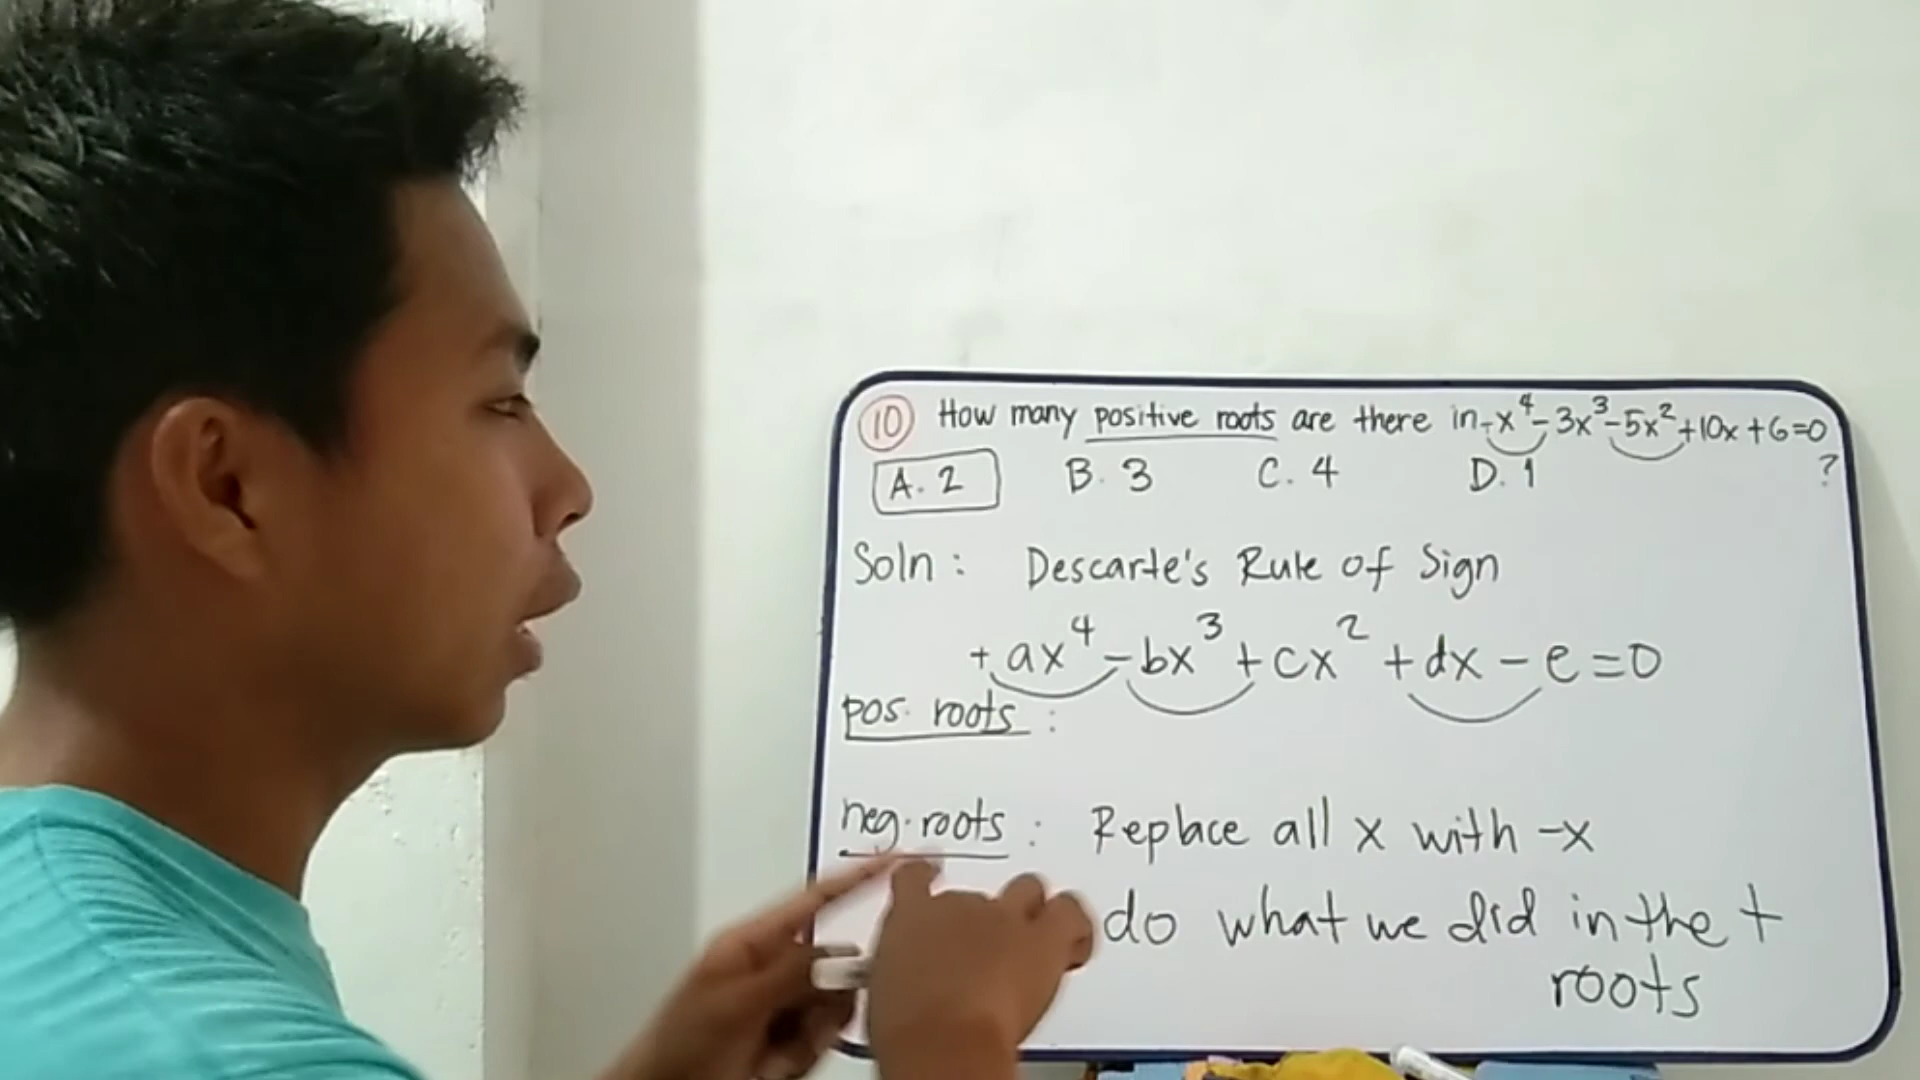 10 How many positive roots are there in +x⁴-3x³-5x²+10x+6=0
?
A. 2 B. 3 C. 4 D. 1
Soln: Descarte's Rule of Sign
+ax⁴-bx³+cx²+dx-e=0
pos. roots:
neg. roots: Replace all x with -x
do what we did in the +
roots